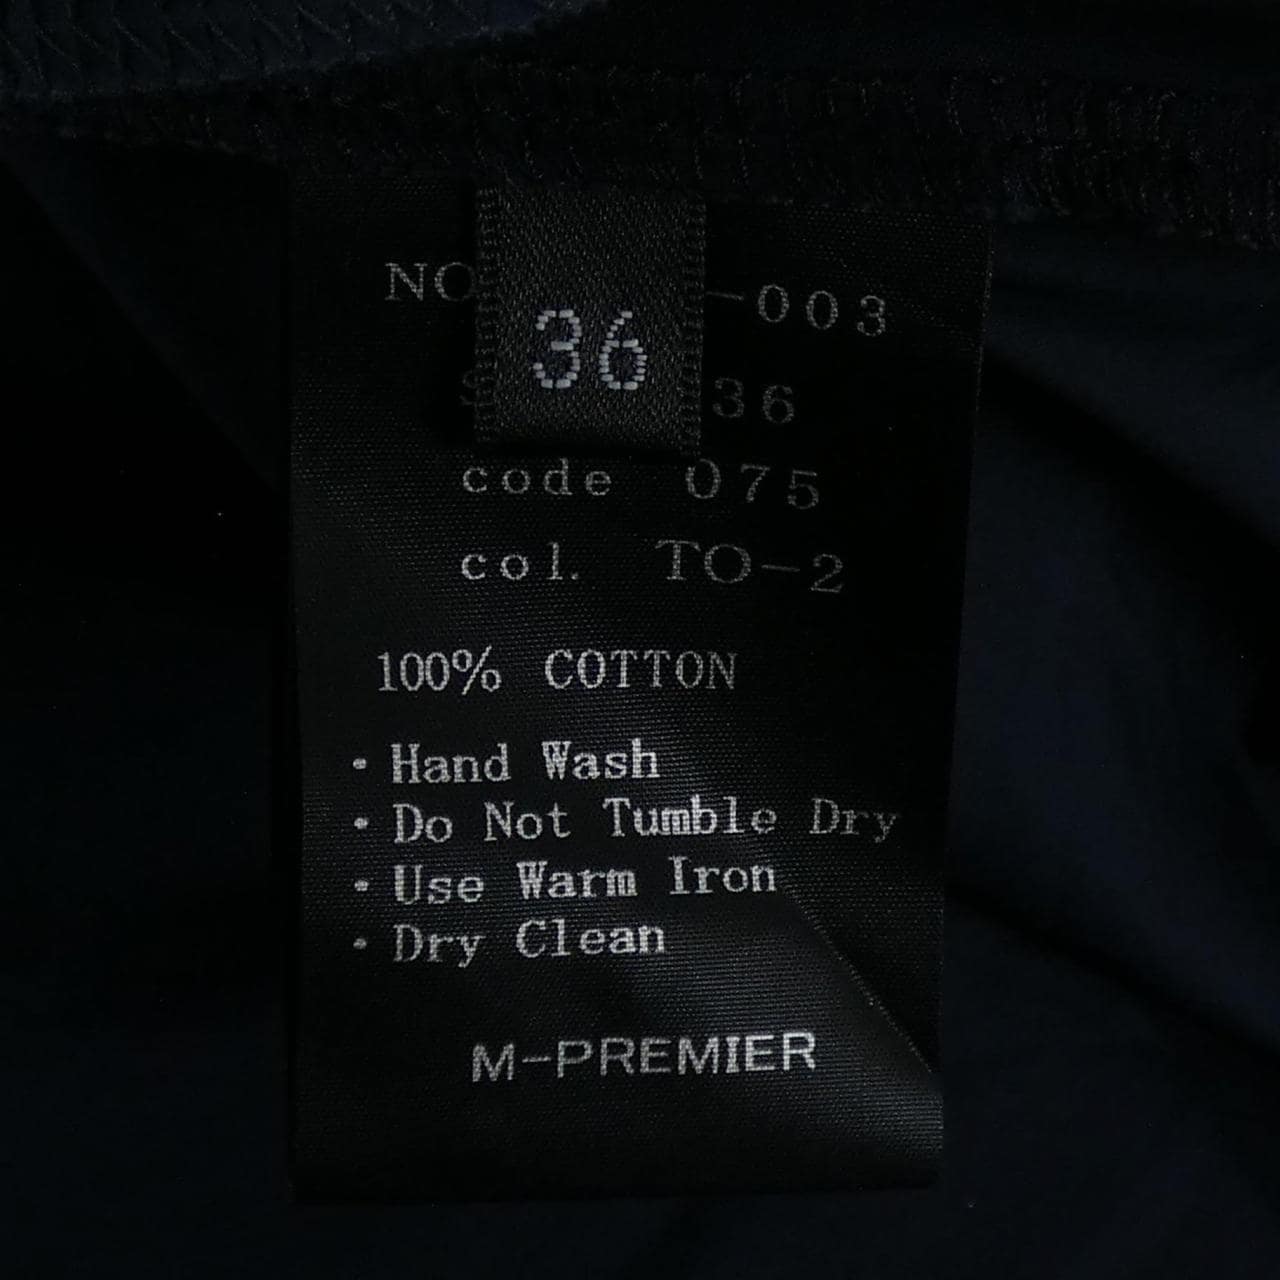 NO -003
36
36
code 075
col. TO-2
100% COTTON
· Hand Wash
· Do Not Tumble Dry
· Use Warm Iron
· Dry Clean
M-PREMIER